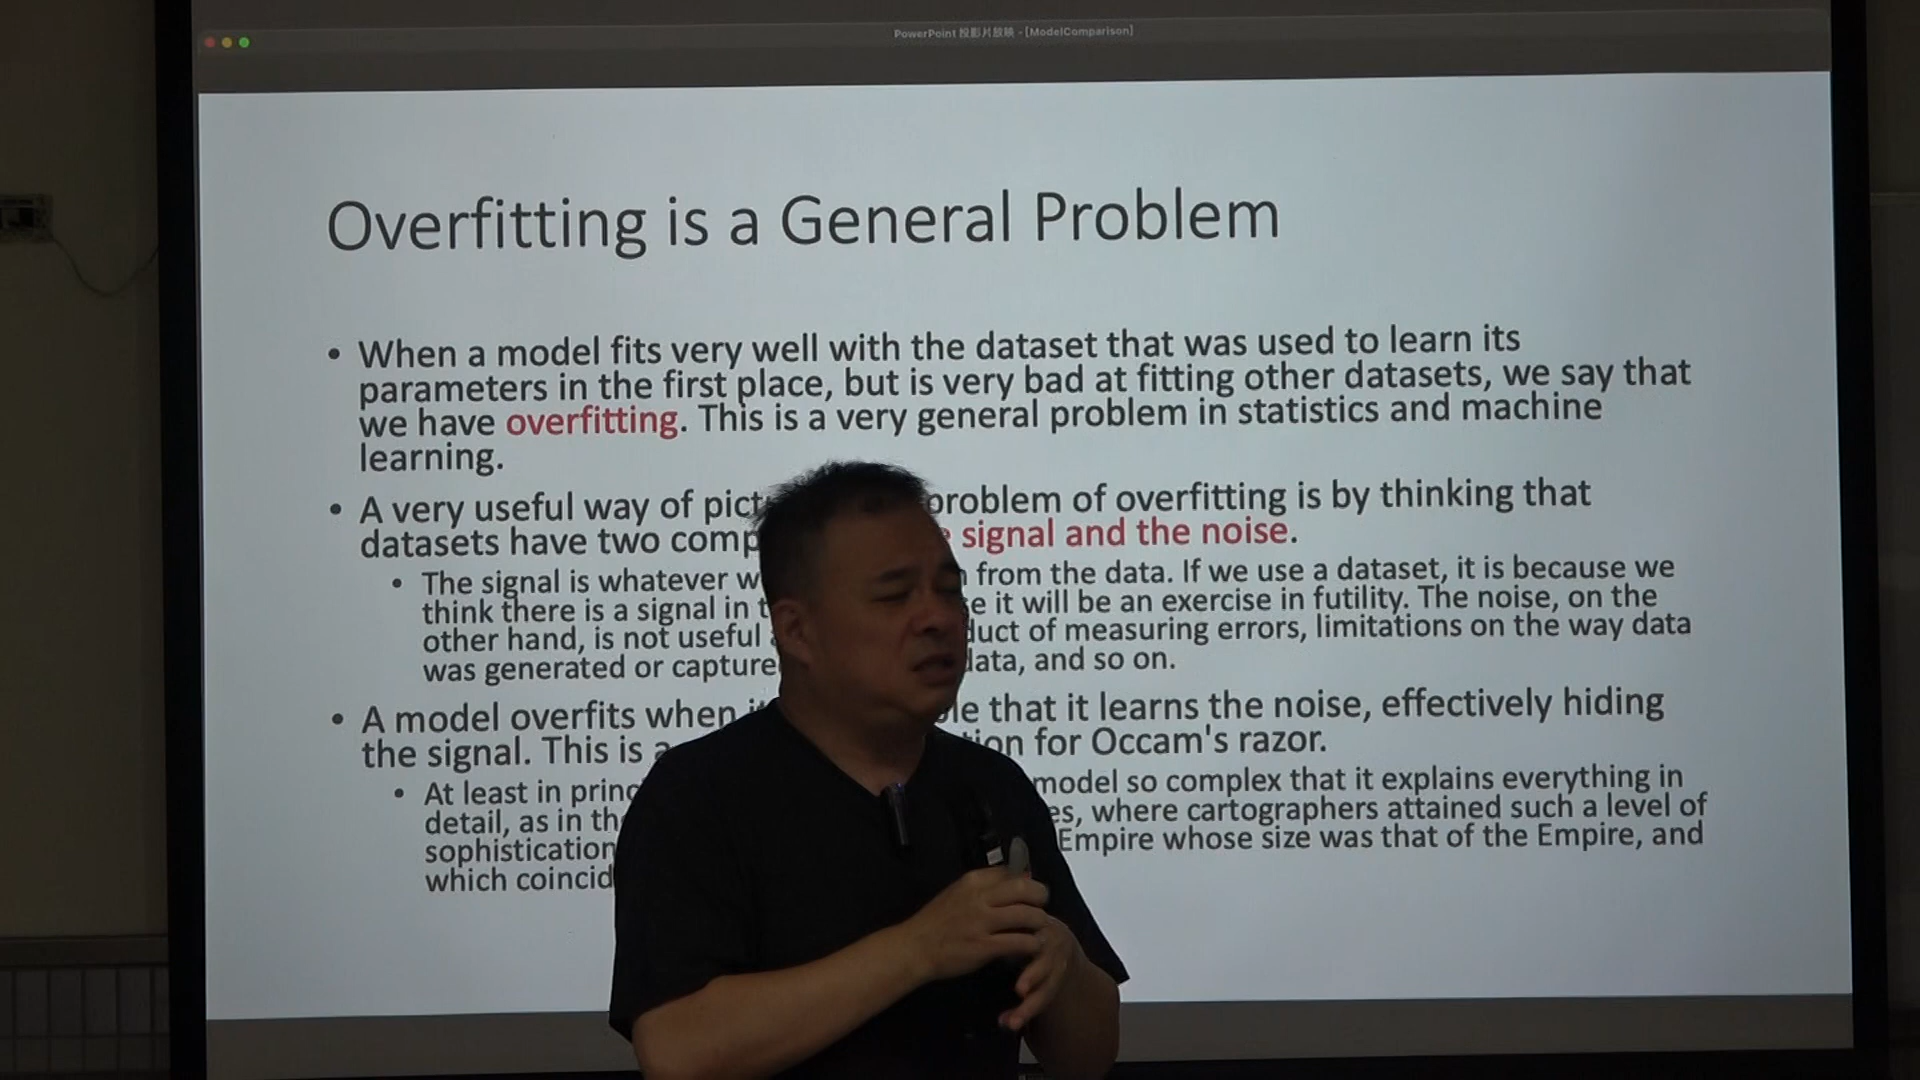 PowerPoint 投影片放映 - [ModelComparison]
Overfitting is a General Problem
• When a model fits very well with the dataset that was used to learn its
parameters in the first place, but is very bad at fitting other datasets, we say that
we have overfitting. This is a very general problem in statistics and machine
learning.
• A very useful way of pict problem of overfitting is by thinking that
datasets have two comp signal and the noise.
• The signal is whatever w from the data. If we use a dataset, it is because we
think there is a signal in t it will be an exercise in futility. The noise, on the
other hand, is not useful duct of measuring errors, limitations on the way data
was generated or capture data, and so on.
• A model overfits when it le that it learns the noise, effectively hiding
the signal. This is a tion for Occam's razor.
• At least in princ model so complex that it explains everything in
detail, as in th es, where cartographers attained such a level of
sophistication Empire whose size was that of the Empire, and
which coincid